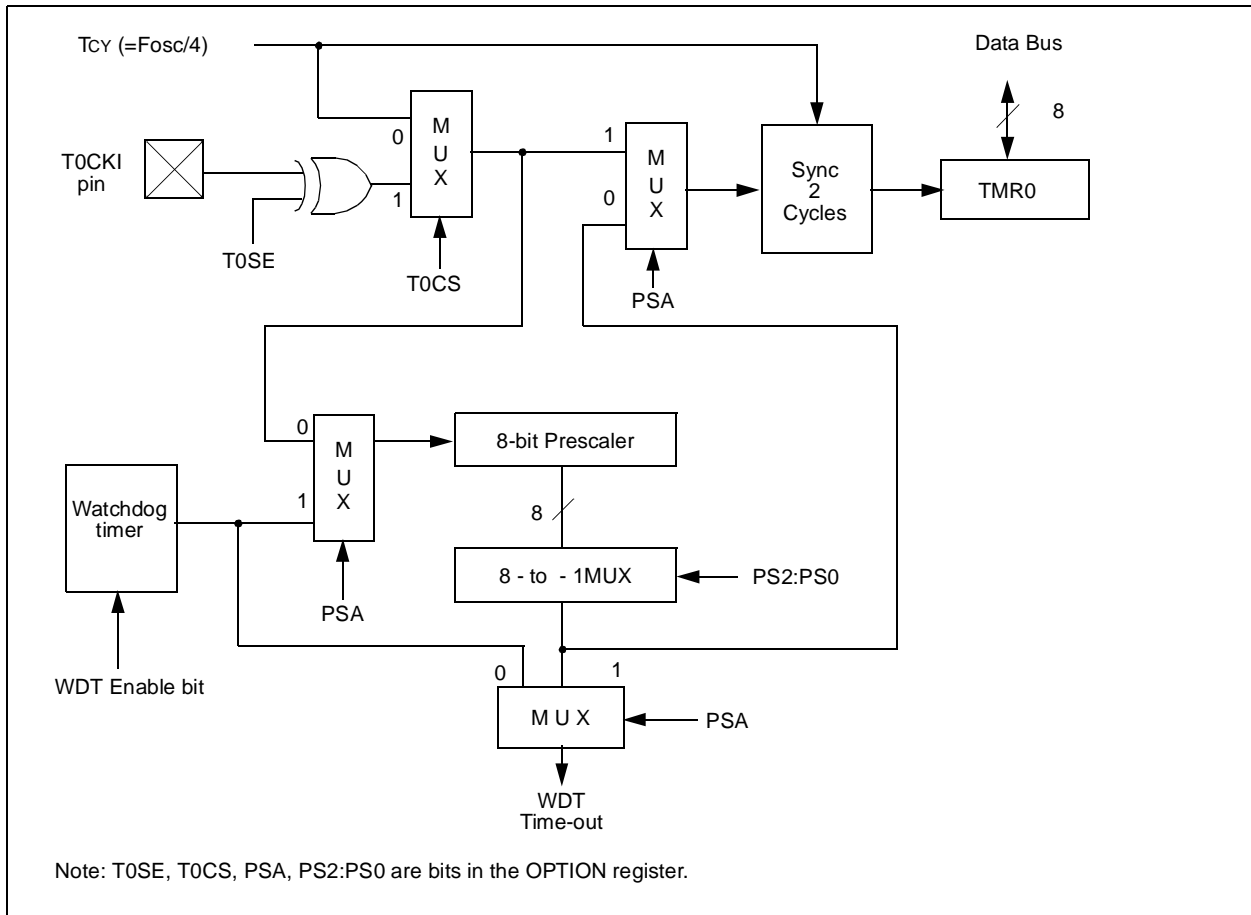 TCY (=Fosc/4)
Data Bus
8
M
U
X
0
1
T0CKI
pin
T0SE
T0CS
M
U
X
1
0
PSA
Sync
2
Cycles
TMR0
0
1
M
U
X
PSA
8-bit Prescaler
8
Watchdog
timer
WDT Enable bit
8 - to - 1MUX
PS2:PS0
0
1
M U X
PSA
WDT
Time-out
Note: T0SE, T0CS, PSA, PS2:PS0 are bits in the OPTION register.